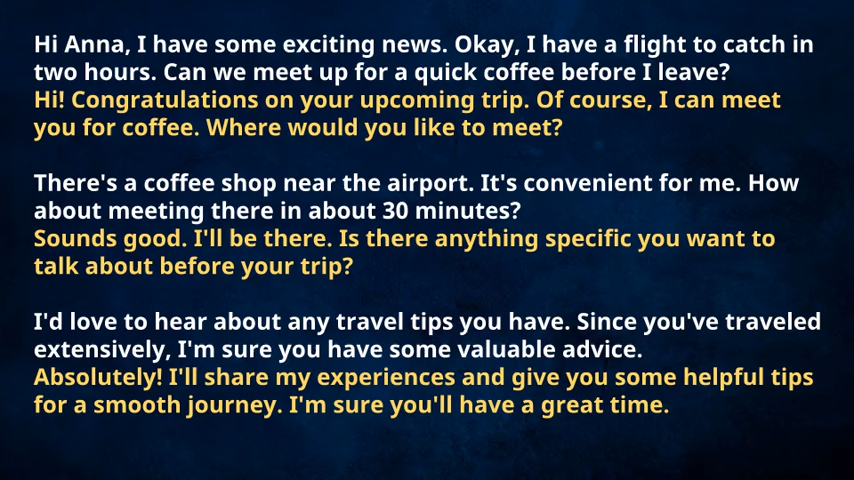 Hi Anna, I have some exciting news. Okay, I have a flight to catch in
two hours. Can we meet up for a quick coffee before I leave?
Hi! Congratulations on your upcoming trip. Of course, I can meet
you for coffee. Where would you like to meet?
There's a coffee shop near the airport. It's convenient for me. How
about meeting there in about 30 minutes?
Sounds good. I'll be there. Is there anything specific you want to
talk about before your trip?
I'd love to hear about any travel tips you have. Since you've traveled
extensively, I'm sure you have some valuable advice.
Absolutely! I'll share my experiences and give you some helpful tips
for a smooth journey. I'm sure you'll have a great time.